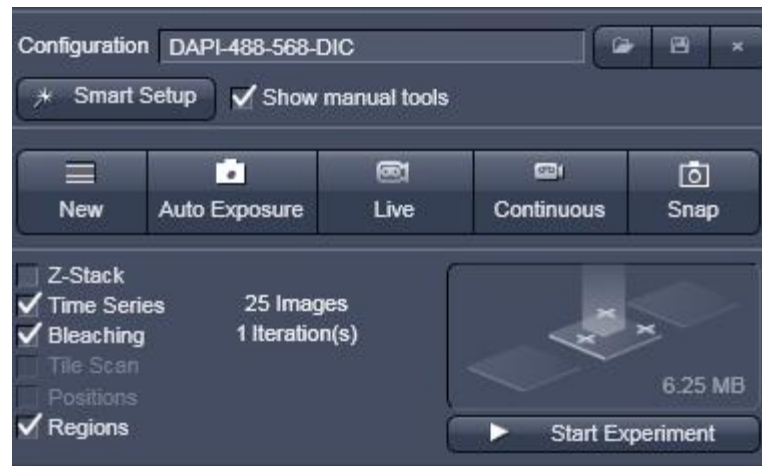 Configuration DAPI-488-568-DIC
Smart Setup Show manual tools
New Auto Exposure Live Continuous Snap
Z-Stack
Time Series 25 Images
Bleaching 1 Iteration(s)
Tile Scan
Positions
6.25 MB
Regions
Start Experiment